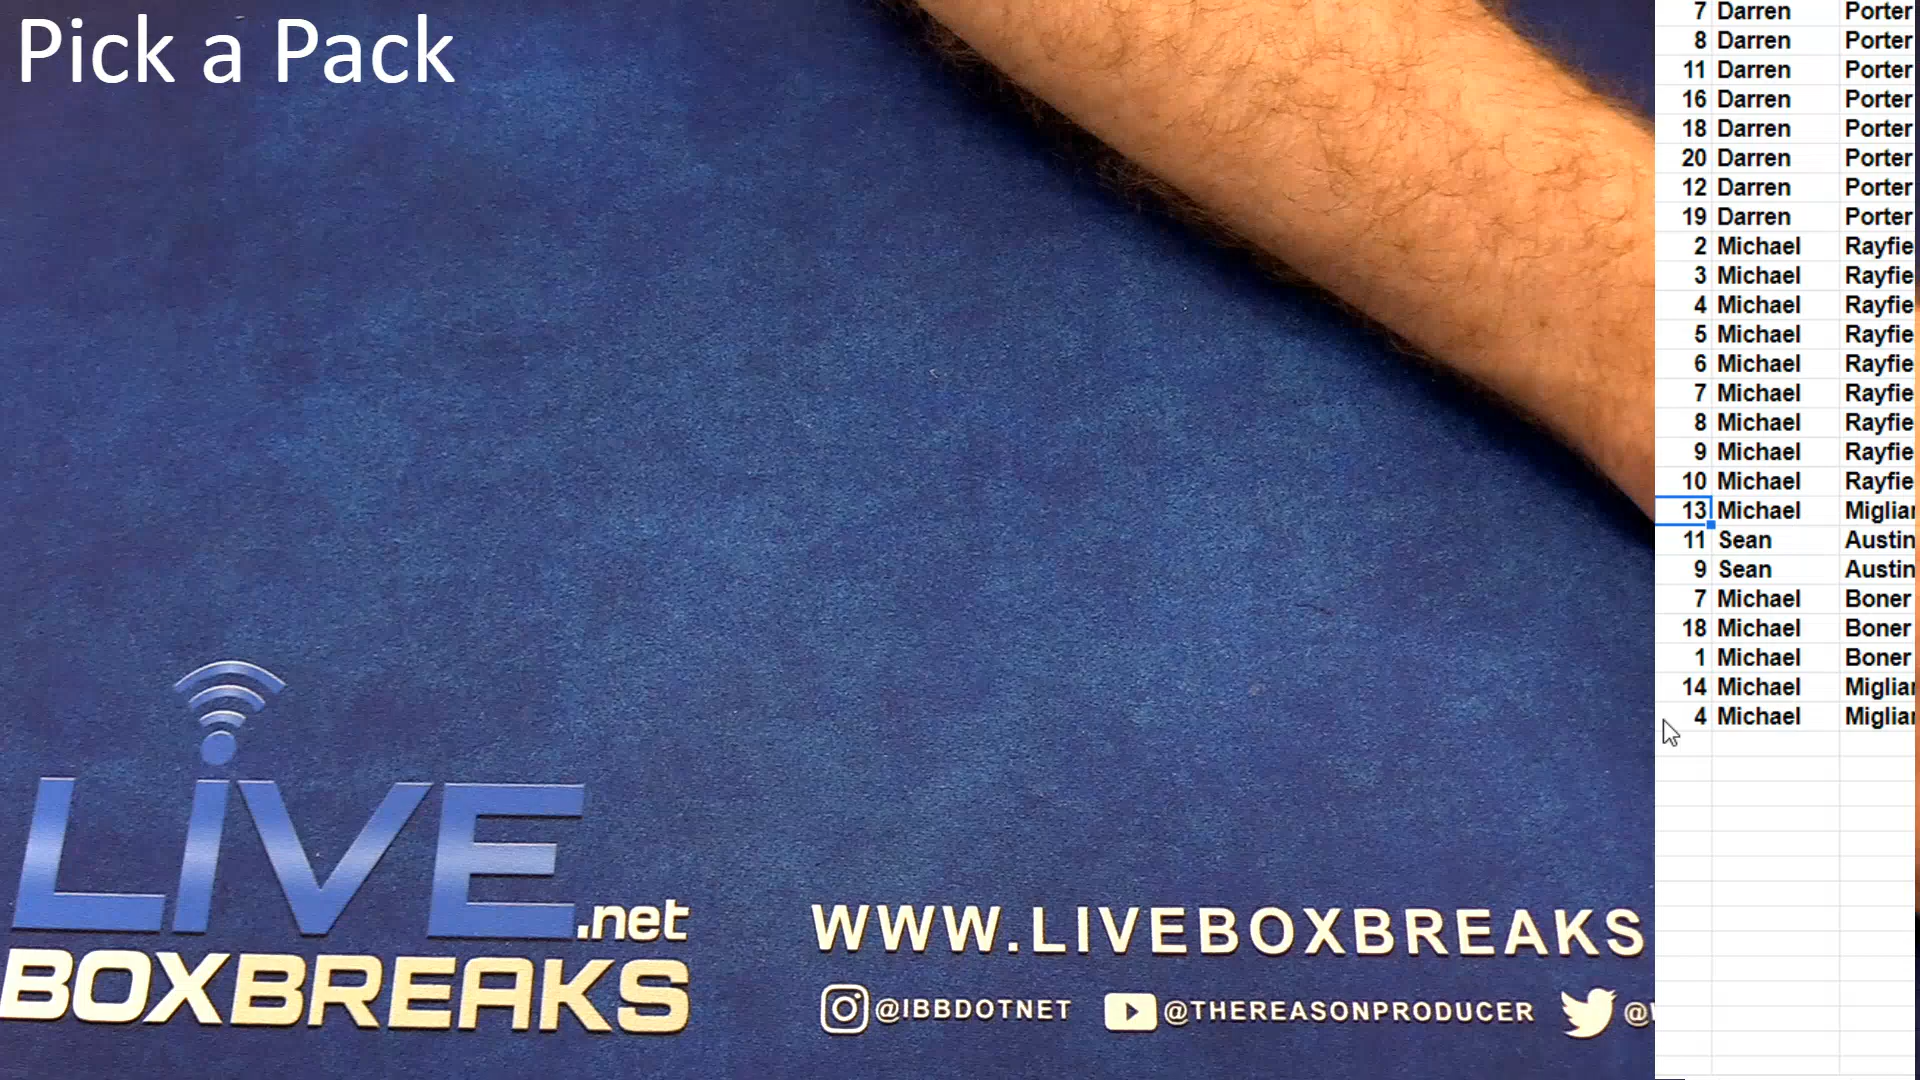 Pick a Pack
7 Darren Porter
8 Darren Porter
11 Darren Porter
16 Darren Porter
18 Darren Porter
20 Darren Porter
12 Darren Porter
19 Darren Porter
2 Michael Rayfie
3 Michael Rayfie
4 Michael Rayfie
5 Michael Rayfie
6 Michael Rayfie
7 Michael Rayfie
8 Michael Rayfie
9 Michael Rayfie
10 Michael Rayfie
13 Michael Migliar
11 Sean Austin
9 Sean Austin
7 Michael Boner
18 Michael Boner
1 Michael Boner
14 Michael Migliar
4 Michael Migliar
LiVE.net
BOXBREAKS
WWW.LIVEBOXBREAKS
@IBBDOTNET @THEREASONPRODUCER @